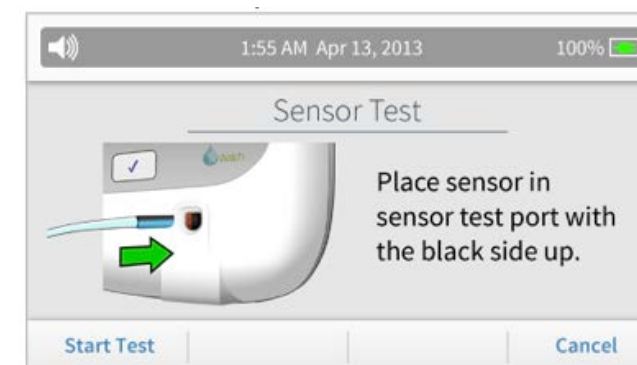 1:55 AM Apr 13, 2013
100%
Sensor Test
Place sensor in
sensor test port with
the black side up.
Start Test
Cancel